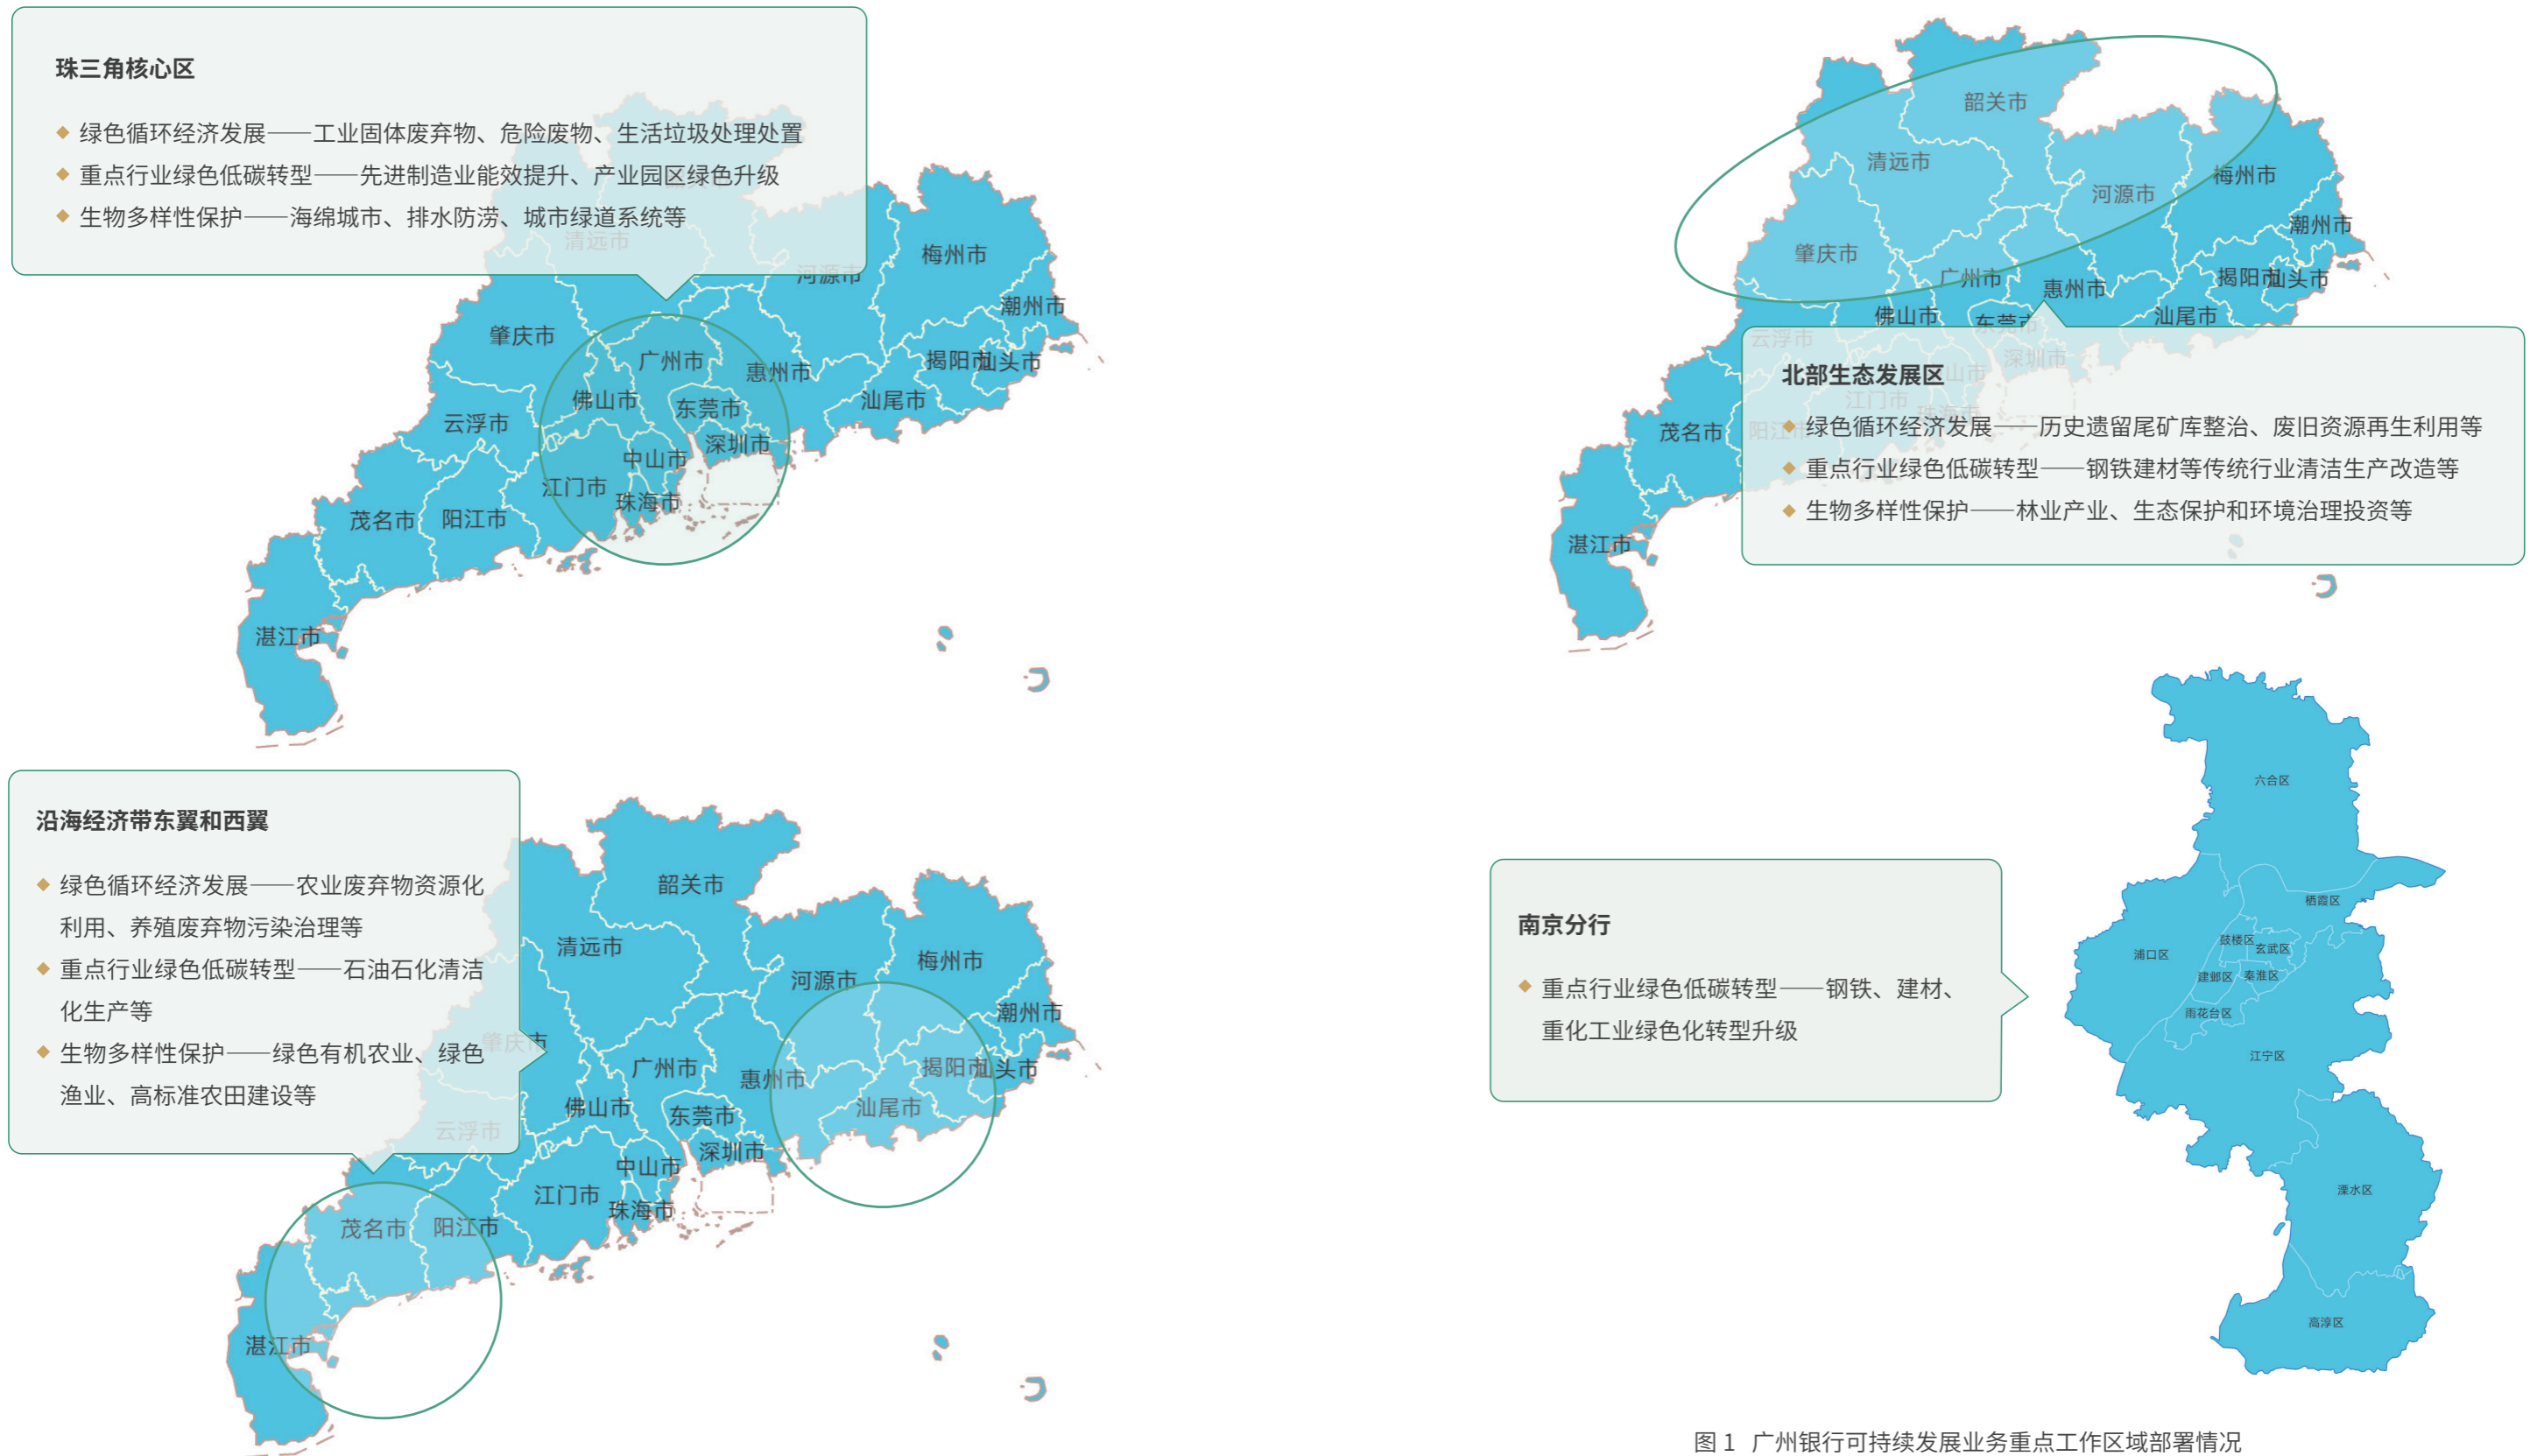 珠三角核心区
绿色循环经济发展——工业固体废弃物、危险废物、生活垃圾处理处置
重点行业绿色低碳转型——先进制造业能效提升、产业园区绿色升级
生物多样性保护——海绵城市、排水防涝、城市绿道系统等
清远市
河源市
梅州市
潮州市
肇庆市
广州市
惠州市
揭阳市
汕头市
佛山市
东莞市
汕尾市
云浮市
深圳市
中山市
江门市
珠海市
茂名市
阳江市
湛江市
韶关市
清远市
梅州市
河源市
潮州市
肇庆市
广州市
惠州市
揭阳市
汕头市
佛山市
东莞市
汕尾市
云浮市
深圳市
江门市
珠海市
茂名市
湛江市
北部生态发展区
绿色循环经济发展——历史遗留尾矿库整治、废旧资源再生利用等
重点行业绿色低碳转型——钢铁建材等传统行业清洁生产改造等
生物多样性保护——林业产业、生态保护和环境治理投资等
沿海经济带东翼和西翼
绿色循环经济发展——农业废弃物资源化
利用、养殖废弃物污染治理等
重点行业绿色低碳转型——石油石化清洁
化生产等
生物多样性保护——绿色有机农业、绿色
渔业、高标准农田建设等
韶关市
清远市
河源市
梅州市
潮州市
肇庆市
广州市
惠州市
揭阳市
汕头市
佛山市
东莞市
汕尾市
云浮市
深圳市
中山市
江门市
珠海市
茂名市
阳江市
湛江市
南京分行
重点行业绿色低碳转型——钢铁、建材、
重化工业绿色化转型升级
六合区
栖霞区
鼓楼区
玄武区
浦口区
建邺区
秦淮区
雨花台区
江宁区
溧水区
高淳区
图 1 广州银行可持续发展业务重点工作区域部署情况